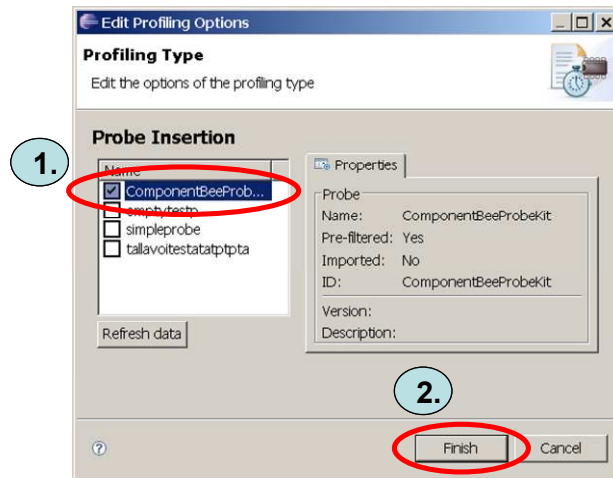 Edit Profiling Options
Profiling Type
Edit the options of the profiling type
Probe Insertion
1.
Name
ComponentBeeProb...
emptytestp
simpleprobe
tallavoitestatatptpta
Refresh data
Properties
Probe
Name: ComponentBeeProbeKit
Pre-filtered: Yes
Imported: No
ID: ComponentBeeProbeKit
Version:
Description:
2.
Finish
Cancel